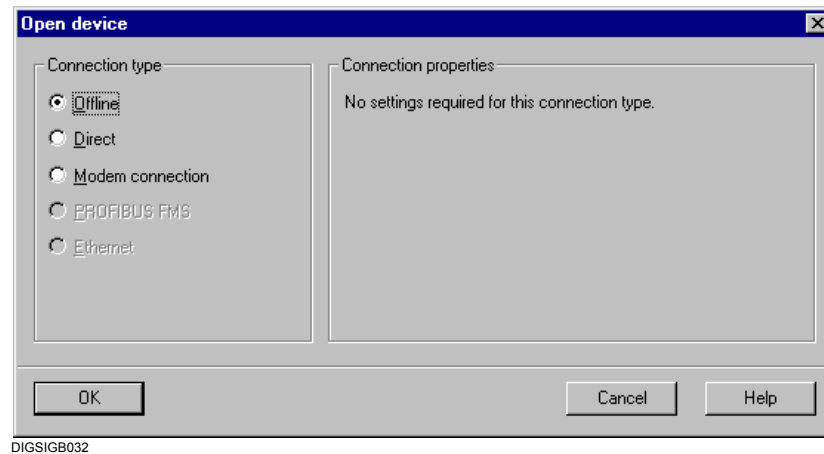 Open device
Connection type
Connection properties
Offline
No settings required for this connection type.
Direct
Modem connection
PROFIBUS FMS
Ethernet
OK
Cancel
Help
DIGSIGB032